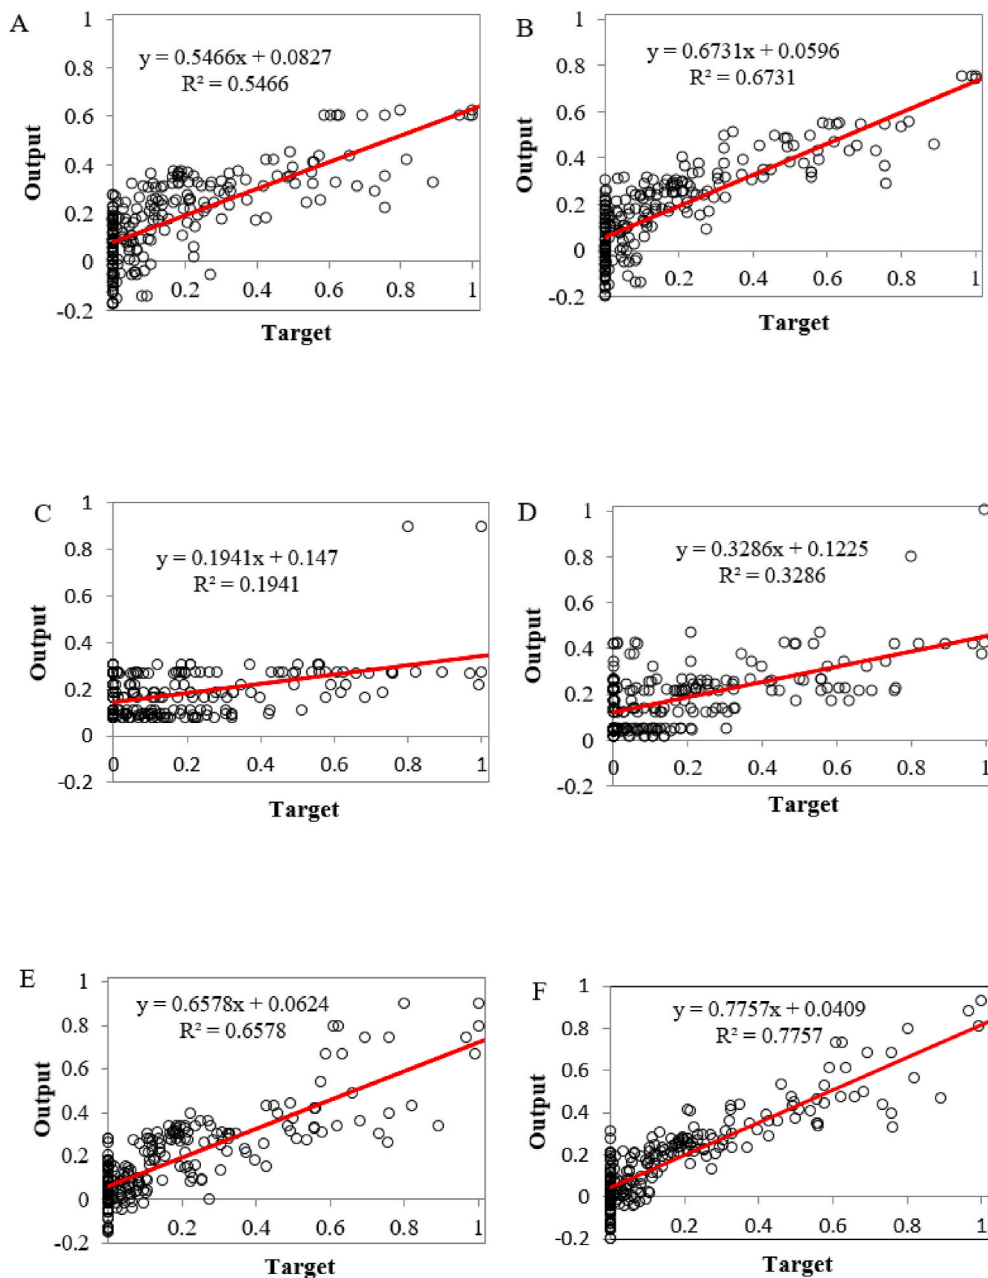 A
y = 0.5466x + 0.0827
R² = 0.5466
Output
1
0.8
0.6
0.4
0.2
0
-0.2
0.2
0.4
0.6
0.8
1
Target
B
y = 0.6731x + 0.0596
R² = 0.6731
Output
1
0.8
0.6
0.4
0.2
0
-0.2
0.2
0.4
0.6
0.8
1
Target
C
y = 0.1941x + 0.147
R² = 0.1941
Output
1
0.8
0.6
0.4
0.2
0
-0.2
0
0.2
0.4
0.6
0.8
1
Target
D
y = 0.3286x + 0.1225
R² = 0.3286
Output
1
0.8
0.6
0.4
0.2
0
-0.2
0
0.2
0.4
0.6
0.8
1
Target
E
y = 0.6578x + 0.0624
R² = 0.6578
Output
1
0.8
0.6
0.4
0.2
0
-0.2
0.2
0.4
0.6
0.8
1
Target
F
y = 0.7757x + 0.0409
R² = 0.7757
Output
1
0.8
0.6
0.4
0.2
0
-0.2
0.2
0.4
0.6
0.8
1
Target